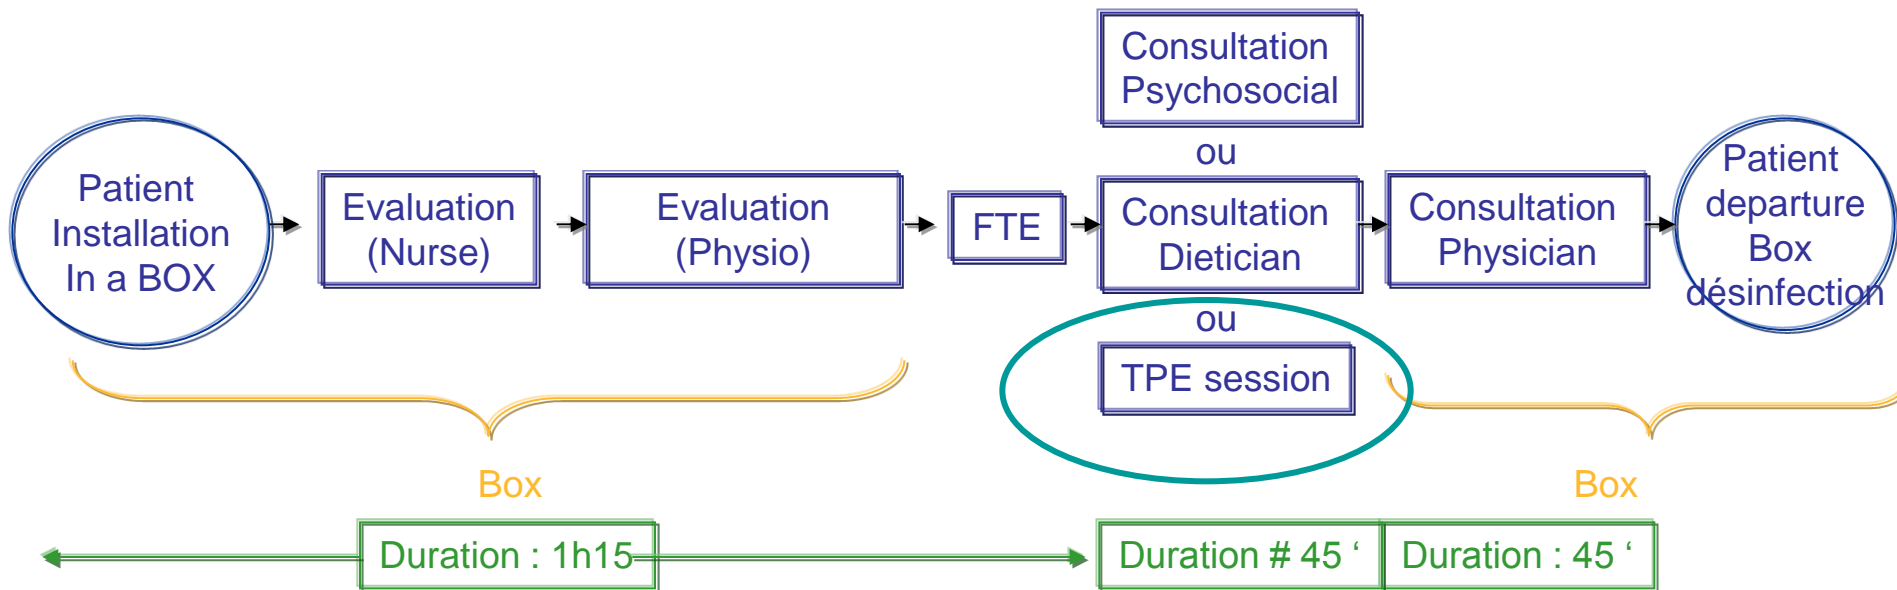 Patient
Installation
In a BOX
Evaluation
(Nurse)
Evaluation
(Physio)
FTE
Consultation
Psychosocial
ou
Consultation
Dietician
ou
TPE session
Consultation
Physician
Patient
departure
Box
désinfection
Box
Box
Duration : 1h15
Duration # 45 ‘
Duration : 45 ‘